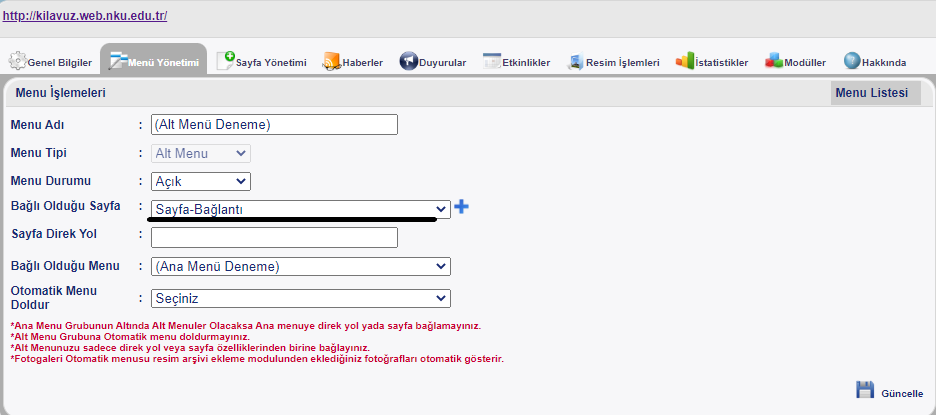 http://kilavuz.web.nku.edu.tr/
Genel Bilgiler Menü Yönetimi Sayfa Yönetimi Haberler Duyurular Etkinlikler Resim İşlemleri İstatistikler Modüller Hakkında
Menu İşlemeleri Menu Listesi
Menu Adı : (Alt Menü Deneme)
Menu Tipi : Alt Menu
Menu Durumu : Açık
Bağlı Olduğu Sayfa : Sayfa-Bağlantı
Sayfa Direk Yol :
Bağlı Olduğu Menu : (Ana Menü Deneme)
Otomatik Menu
Doldur : Seçiniz
*Ana Menu Grubunun Altında Alt Menuler Olacaksa Ana menuye direk yol yada sayfa bağlamayınız.
*Alt Menu Grubuna Otomatik menu doldurmayınız.
*Alt Menunuzu sadece direk yol veya sayfa özelliklerinden birine bağlayınız.
*Fotogaleri Otomatik menusu resim arşivi ekleme modulunden eklediğiniz fotoğrafları otomatik gösterir.
Güncelle